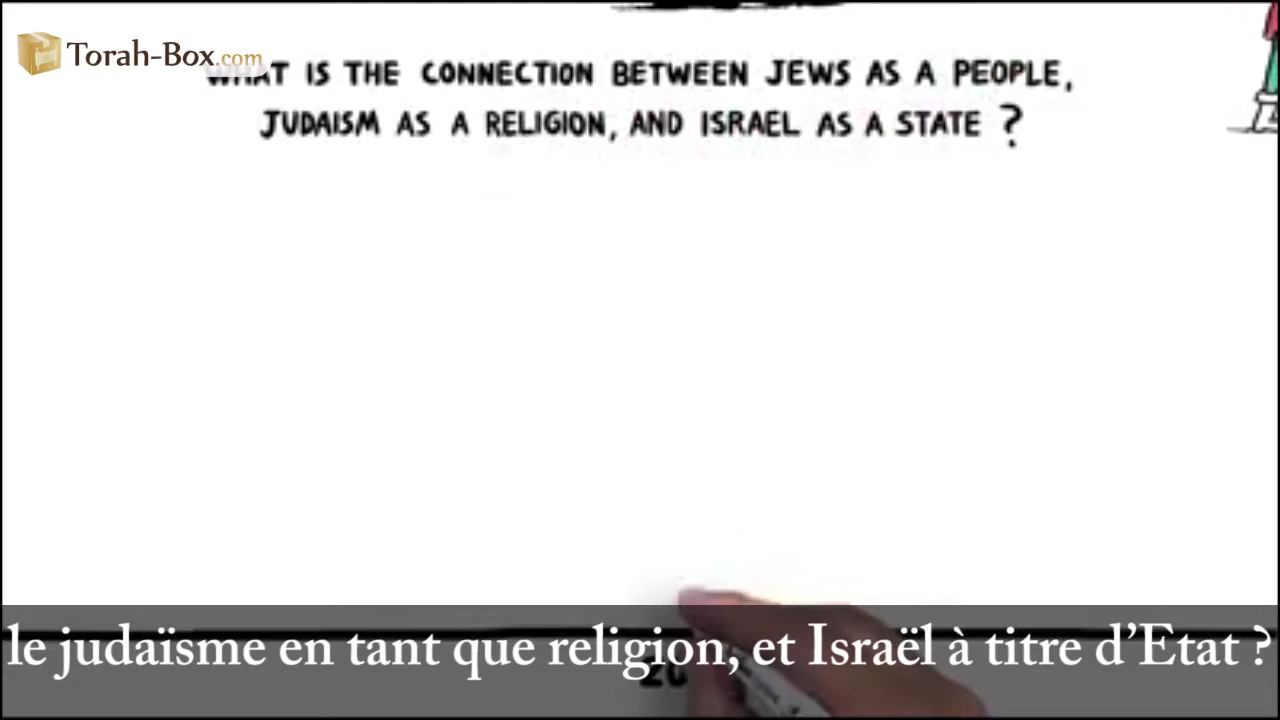 Torah-Box.com
WHAT IS THE CONNECTION BETWEEN JEWS AS A PEOPLE,
JUDAISM AS A RELIGION, AND ISRAEL AS A STATE ?
le judaïsme en tant que religion, et Israël à titre d’Etat ?